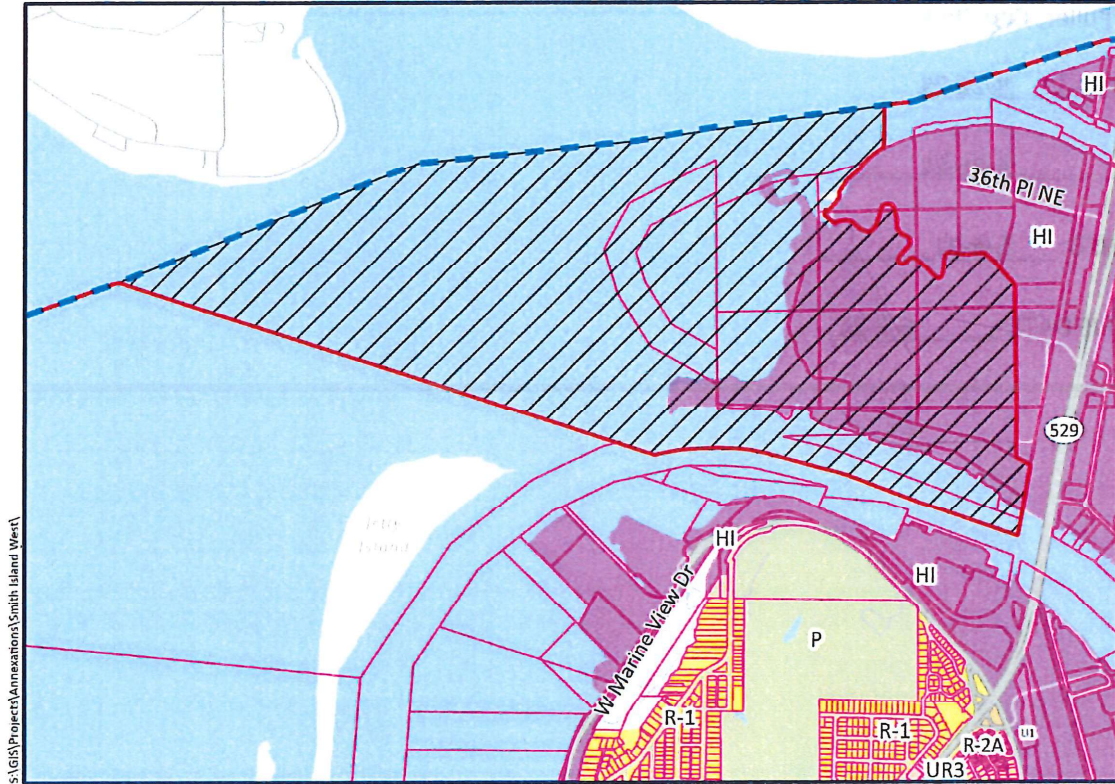 HI
36th Pl NE
HI
529
Island
HI
HI
W Marine View Dr
P
R-1
R-1
R-2A
UR3
S:\GIS\Projects\Annexations\Smith Island West\